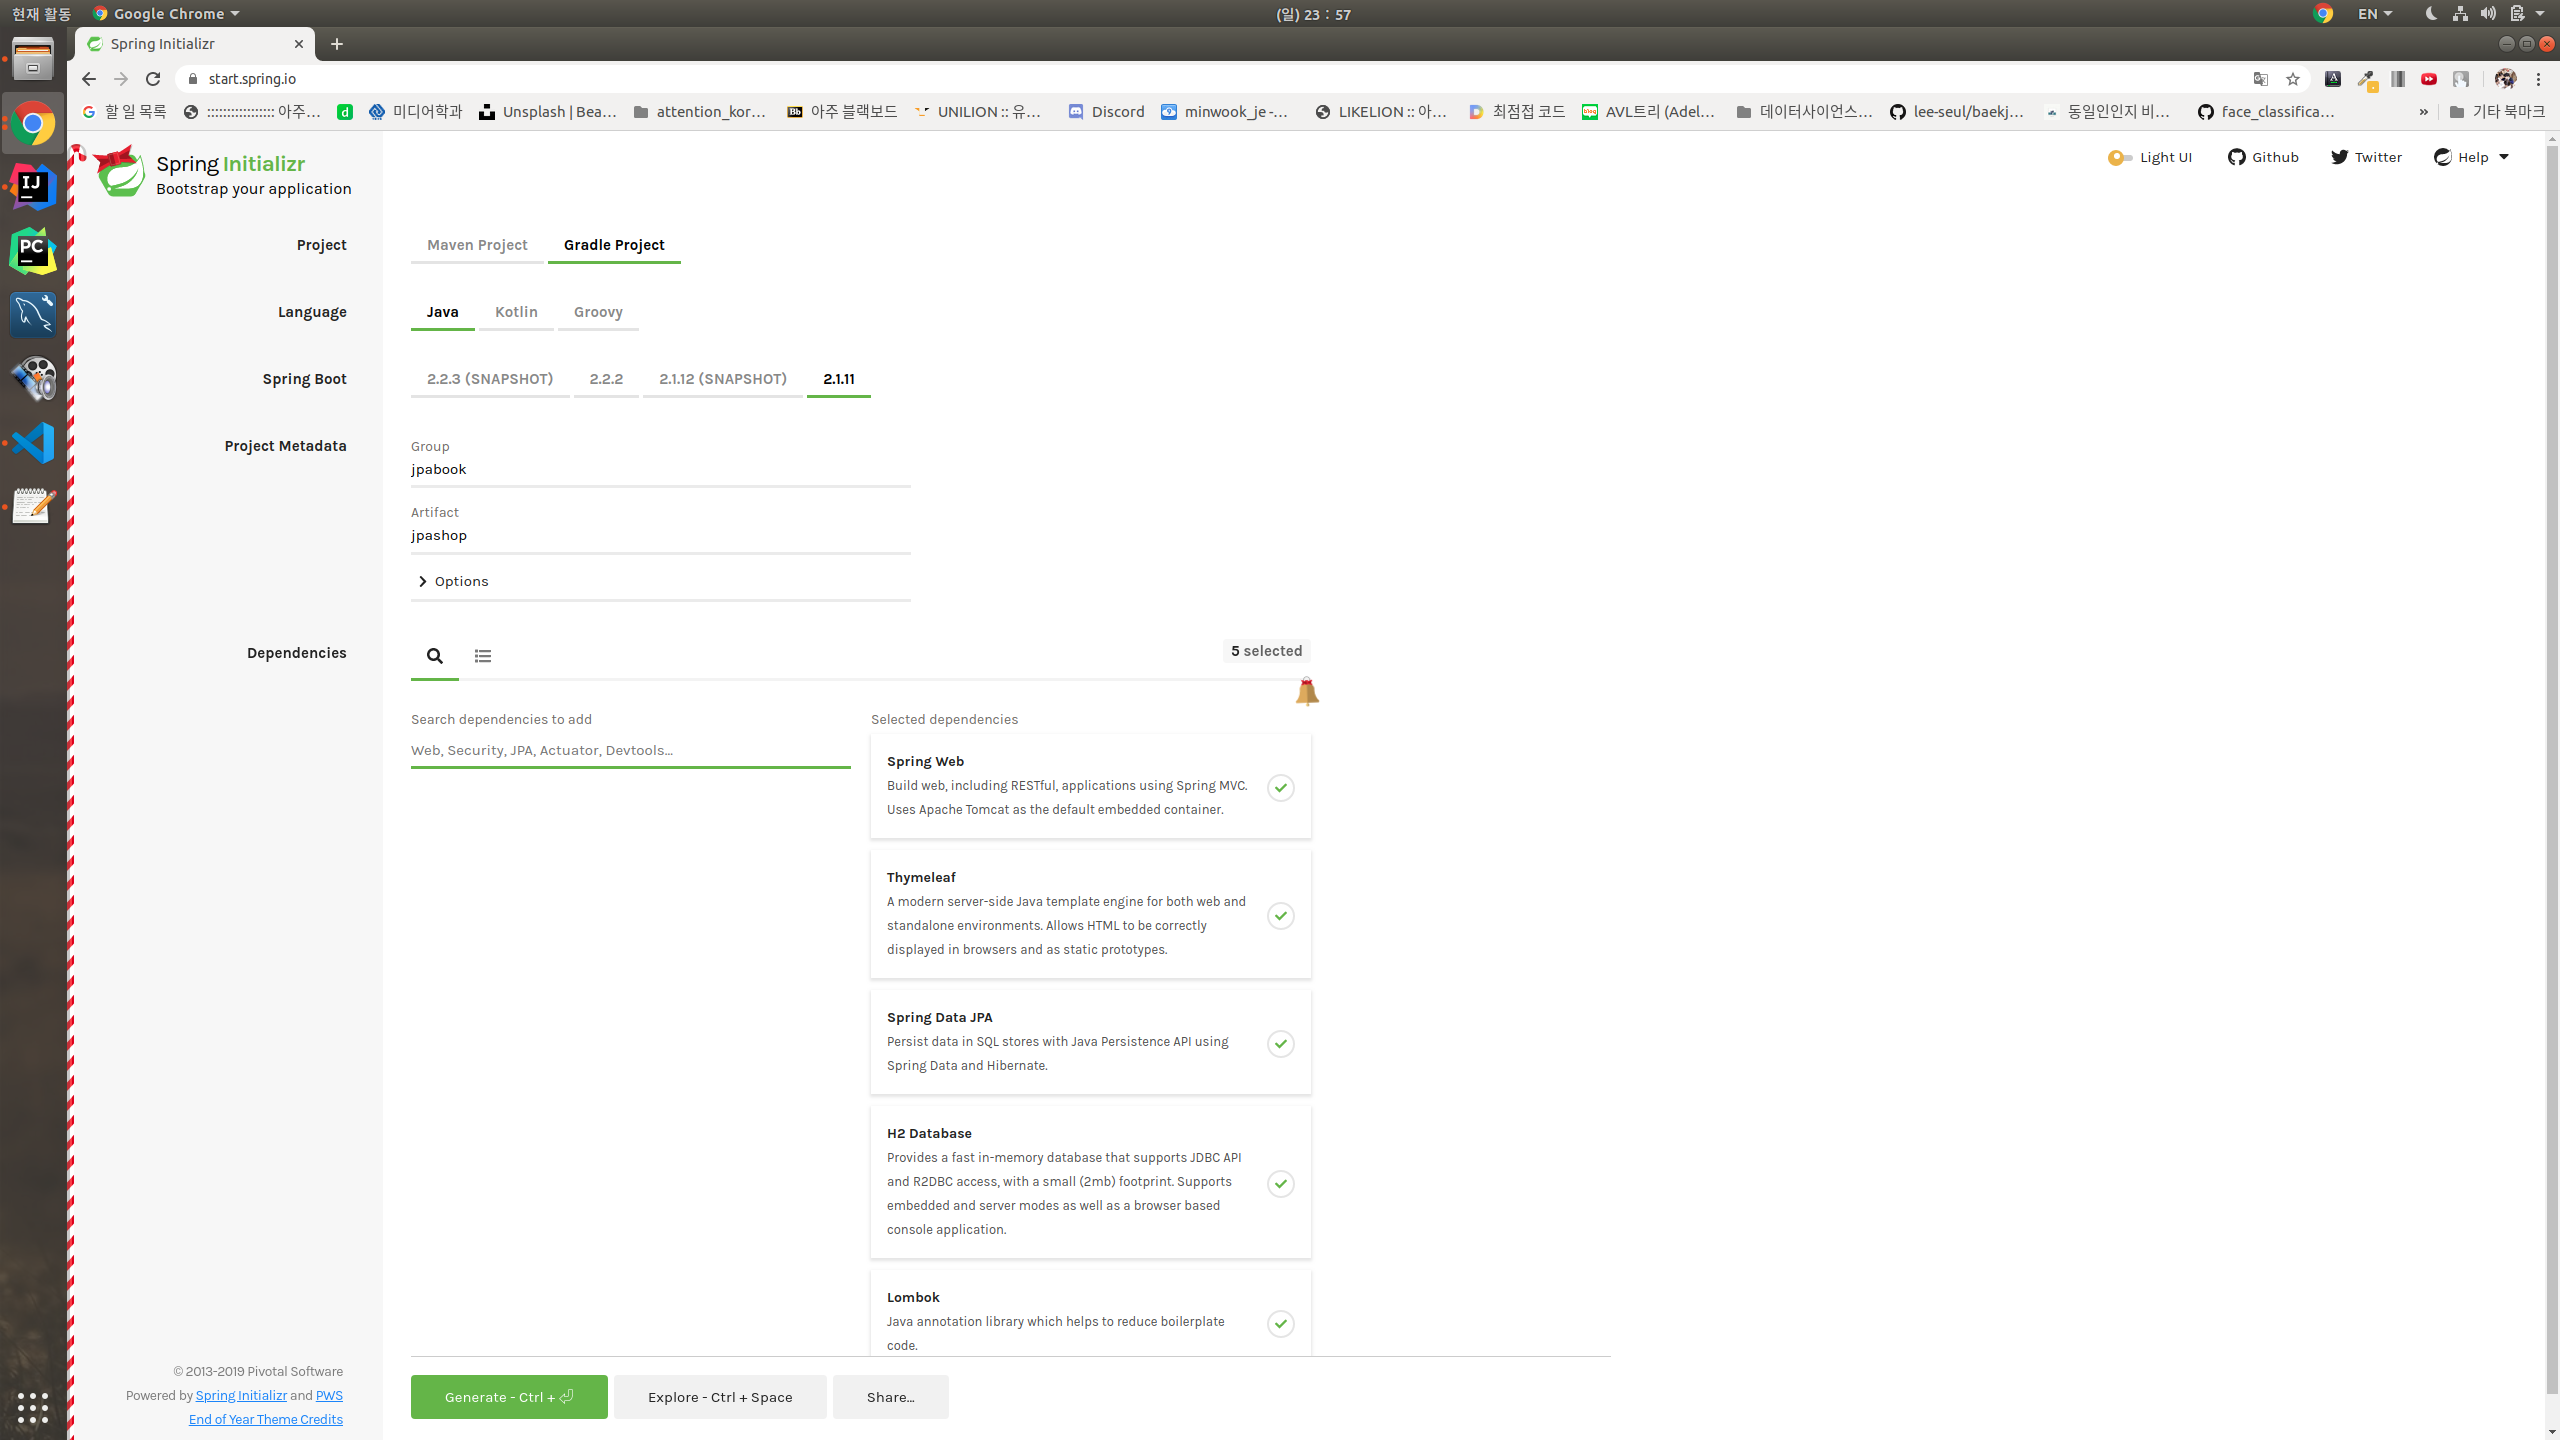 현재 활동
Google Chrome
(일) 23 : 57
EN
Spring Initializr
start.spring.io
할 일 목록
:::::::::::::::::: 아주…
미디어학과
Unsplash | Bea…
attention_kor…
아주 블랙보드
UNILION :: 유…
Discord
minwook_je -…
LIKELION :: 아…
최점접 코드
AVL트리 (Adel…
데이터사이언스…
lee-seul/baekj…
동일인인지 비…
face_classifica…
»
기타 북마크
Spring Initializr
Bootstrap your application
Light UI
Github
Twitter
Help
Project
Maven Project
Gradle Project
Language
Java
Kotlin
Groovy
Spring Boot
2.2.3 (SNAPSHOT)
2.2.2
2.1.12 (SNAPSHOT)
2.1.11
Project Metadata
Group
jpabook
Artifact
jpashop
Options
Dependencies
5 selected
Search dependencies to add
Web, Security, JPA, Actuator, Devtools...
Selected dependencies
Spring Web
Build web, including RESTful, applications using Spring MVC.
Uses Apache Tomcat as the default embedded container.
Thymeleaf
A modern server-side Java template engine for both web and
standalone environments. Allows HTML to be correctly
displayed in browsers and as static prototypes.
Spring Data JPA
Persist data in SQL stores with Java Persistence API using
Spring Data and Hibernate.
H2 Database
Provides a fast in-memory database that supports JDBC API
and R2DBC access, with a small (2mb) footprint. Supports
embedded and server modes as well as a browser based
console application.
Lombok
Java annotation library which helps to reduce boilerplate
code.
© 2013-2019 Pivotal Software
Powered by Spring Initializr and PWS
End of Year Theme Credits
Generate - Ctrl + ⏎
Explore - Ctrl + Space
Share...